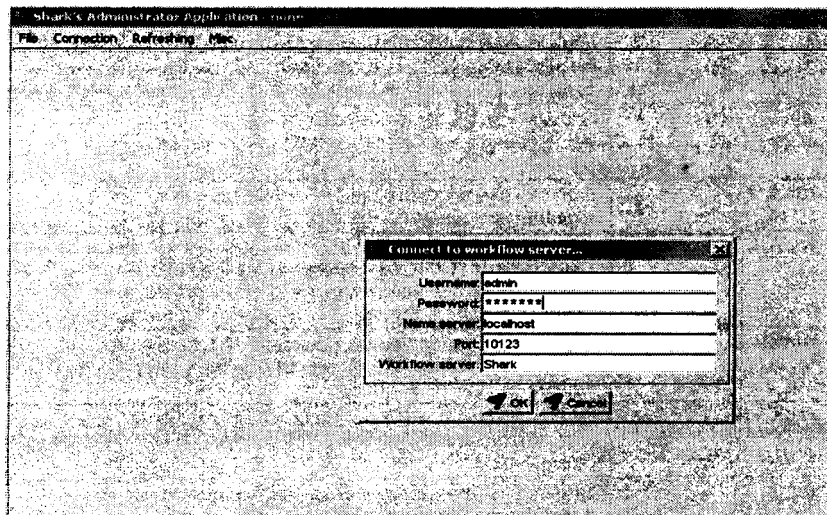 Shark's Administrator Application - none
File Connection Refreshing Misc
Connect to workflow server...
Username: admin
Password: *******
Name server: localhost
Port: 10123
Workflow server: Shark
OK Cancel